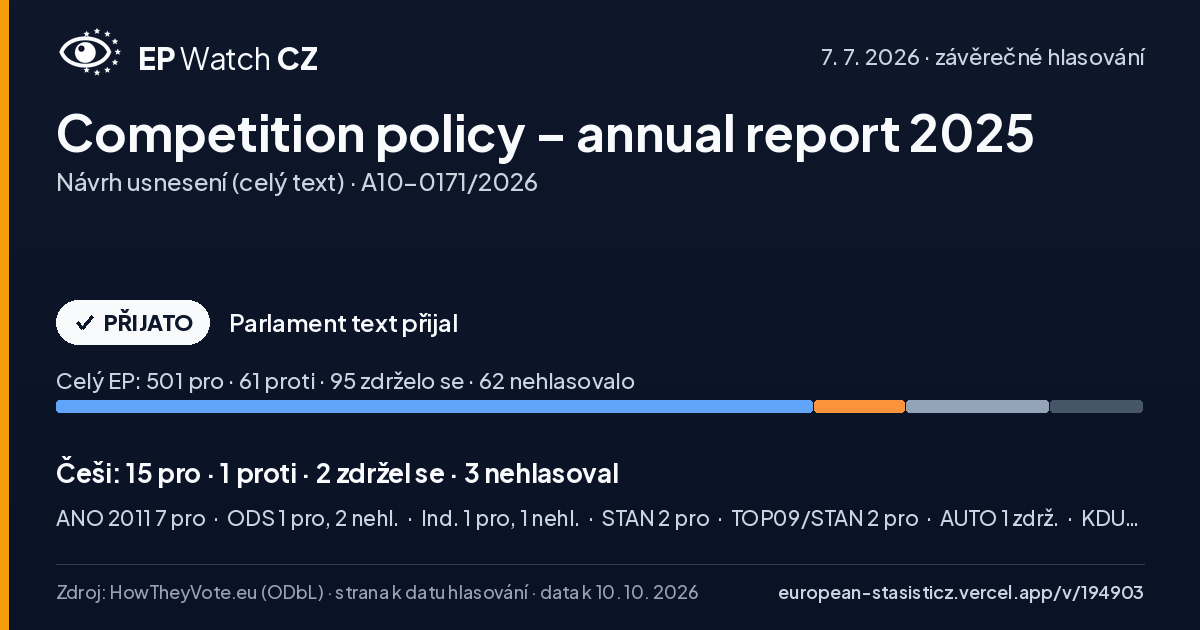 EP Watch CZ
7. 7. 2026 · závěrečné hlasování
Competition policy – annual report 2025
Návrh usnesení (celý text) · A10-0171/2026
✓ PŘIJATO Parlament text přijal
Celý EP: 501 pro · 61 proti · 95 zdrželo se · 62 nehlasovalo
Češi: 15 pro · 1 proti · 2 zdržel se · 3 nehlasoval
ANO 2011 7 pro · ODS 1 pro, 2 nehl. · Ind. 1 pro, 1 nehl. · STAN 2 pro · TOP09/STAN 2 pro · AUTO 1 zdrž. · KDU…
Zdroj: HowTheyVote.eu (ODbL) · strana k datu hlasování · data k 10. 10. 2026
european-stasisticz.vercel.app/v/194903